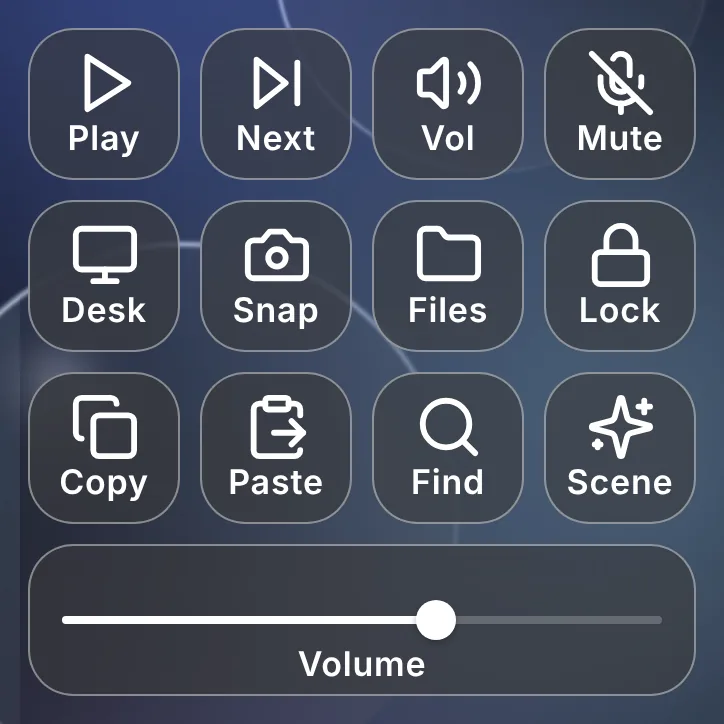 Play
Next
Vol
Mute
Desk
Snap
Files
Lock
Copy
Paste
Find
Scene
Volume